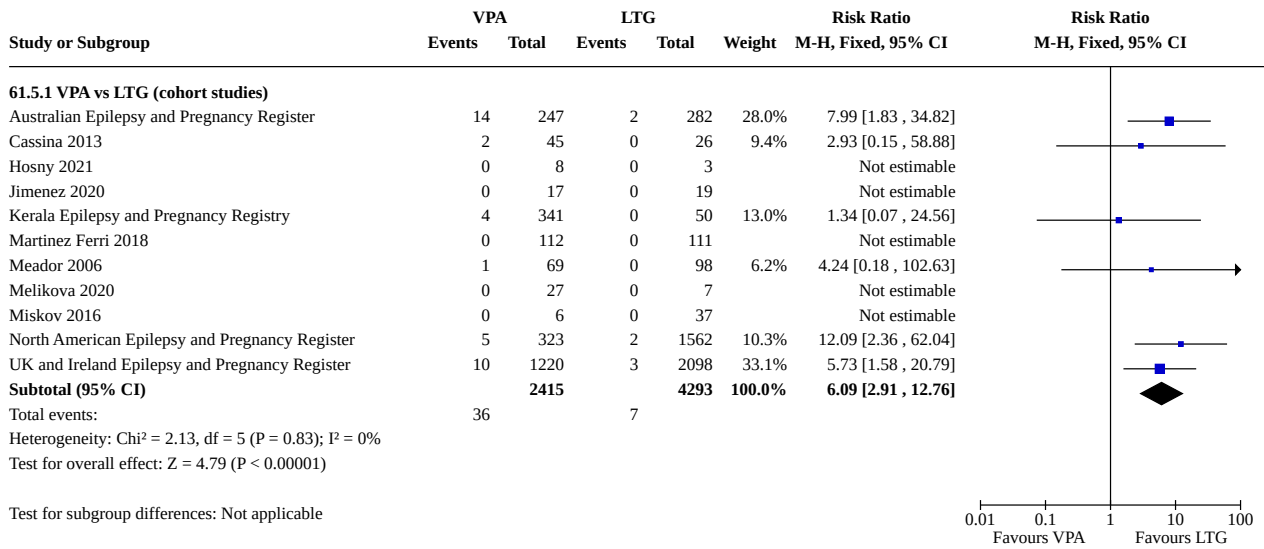 VPA LTG Risk Ratio Risk Ratio
Study or Subgroup Events Total Events Total Weight M-H, Fixed, 95% CI M-H, Fixed, 95% CI
61.5.1 VPA vs LTG (cohort studies)
Australian Epilepsy and Pregnancy Register 14 247 2 282 28.0% 7.99 [1.83 , 34.82]
Cassina 2013 2 45 0 26 9.4% 2.93 [0.15 , 58.88]
Hosny 2021 0 8 0 3 Not estimable
Jimenez 2020 0 17 0 19 Not estimable
Kerala Epilepsy and Pregnancy Registry 4 341 0 50 13.0% 1.34 [0.07 , 24.56]
Martinez Ferri 2018 0 112 0 111 Not estimable
Meador 2006 1 69 0 98 6.2% 4.24 [0.18 , 102.63]
Melikova 2020 0 27 0 7 Not estimable
Miskov 2016 0 6 0 37 Not estimable
North American Epilepsy and Pregnancy Register 5 323 2 1562 10.3% 12.09 [2.36 , 62.04]
UK and Ireland Epilepsy and Pregnancy Register 10 1220 3 2098 33.1% 5.73 [1.58 , 20.79]
Subtotal (95% CI) 2415 4293 100.0% 6.09 [2.91 , 12.76]
Total events: 36 7
Heterogeneity: Chi² = 2.13, df = 5 (P = 0.83); I² = 0%
Test for overall effect: Z = 4.79 (P < 0.00001)
Test for subgroup differences: Not applicable
0.01 0.1 1 10 100
Favours VPA Favours LTG